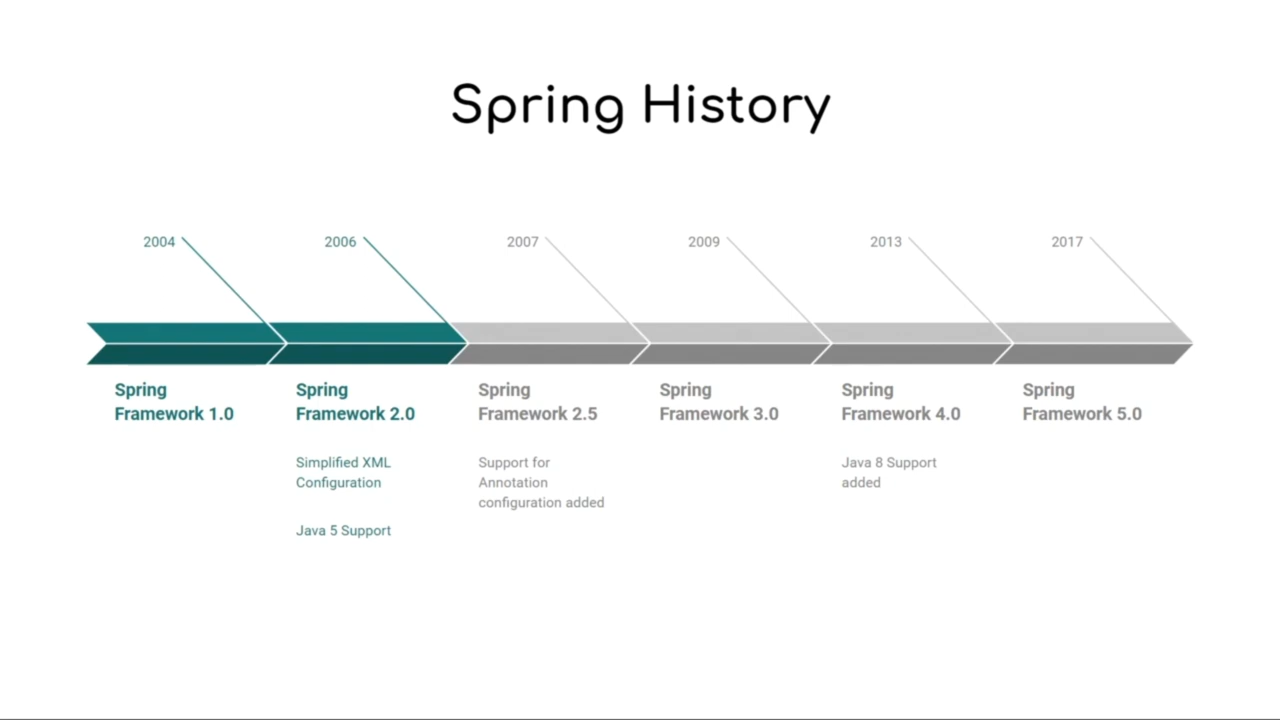 Spring History
2004
2006
2007
2009
2013
2017
Spring
Framework 1.0
Spring
Framework 2.0
Simplified XML
Configuration
Java 5 Support
Spring
Framework 2.5
Support for
Annotation
configuration added
Spring
Framework 3.0
Spring
Framework 4.0
Java 8 Support
added
Spring
Framework 5.0